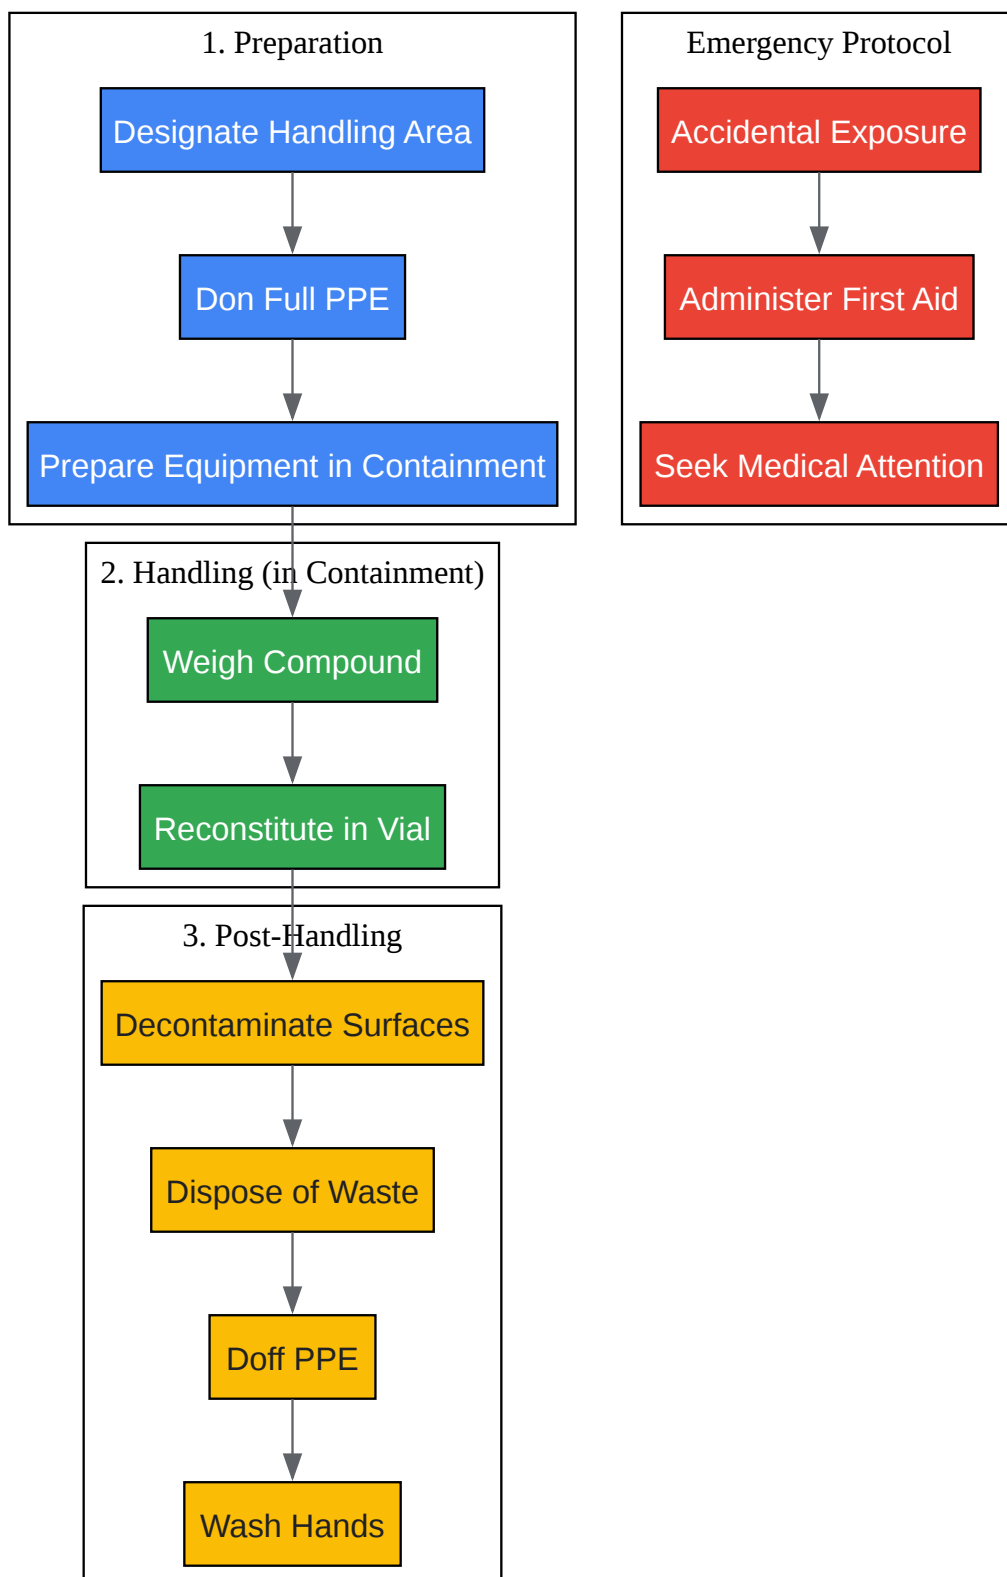 1. Preparation
Designate Handling Area
Don Full PPE
Prepare Equipment in Containment
2. Handling (in Containment)
Weigh Compound
Reconstitute in Vial
3. Post-Handling
Decontaminate Surfaces
Dispose of Waste
Doff PPE
Wash Hands
Emergency Protocol
Accidental Exposure
Administer First Aid
Seek Medical Attention